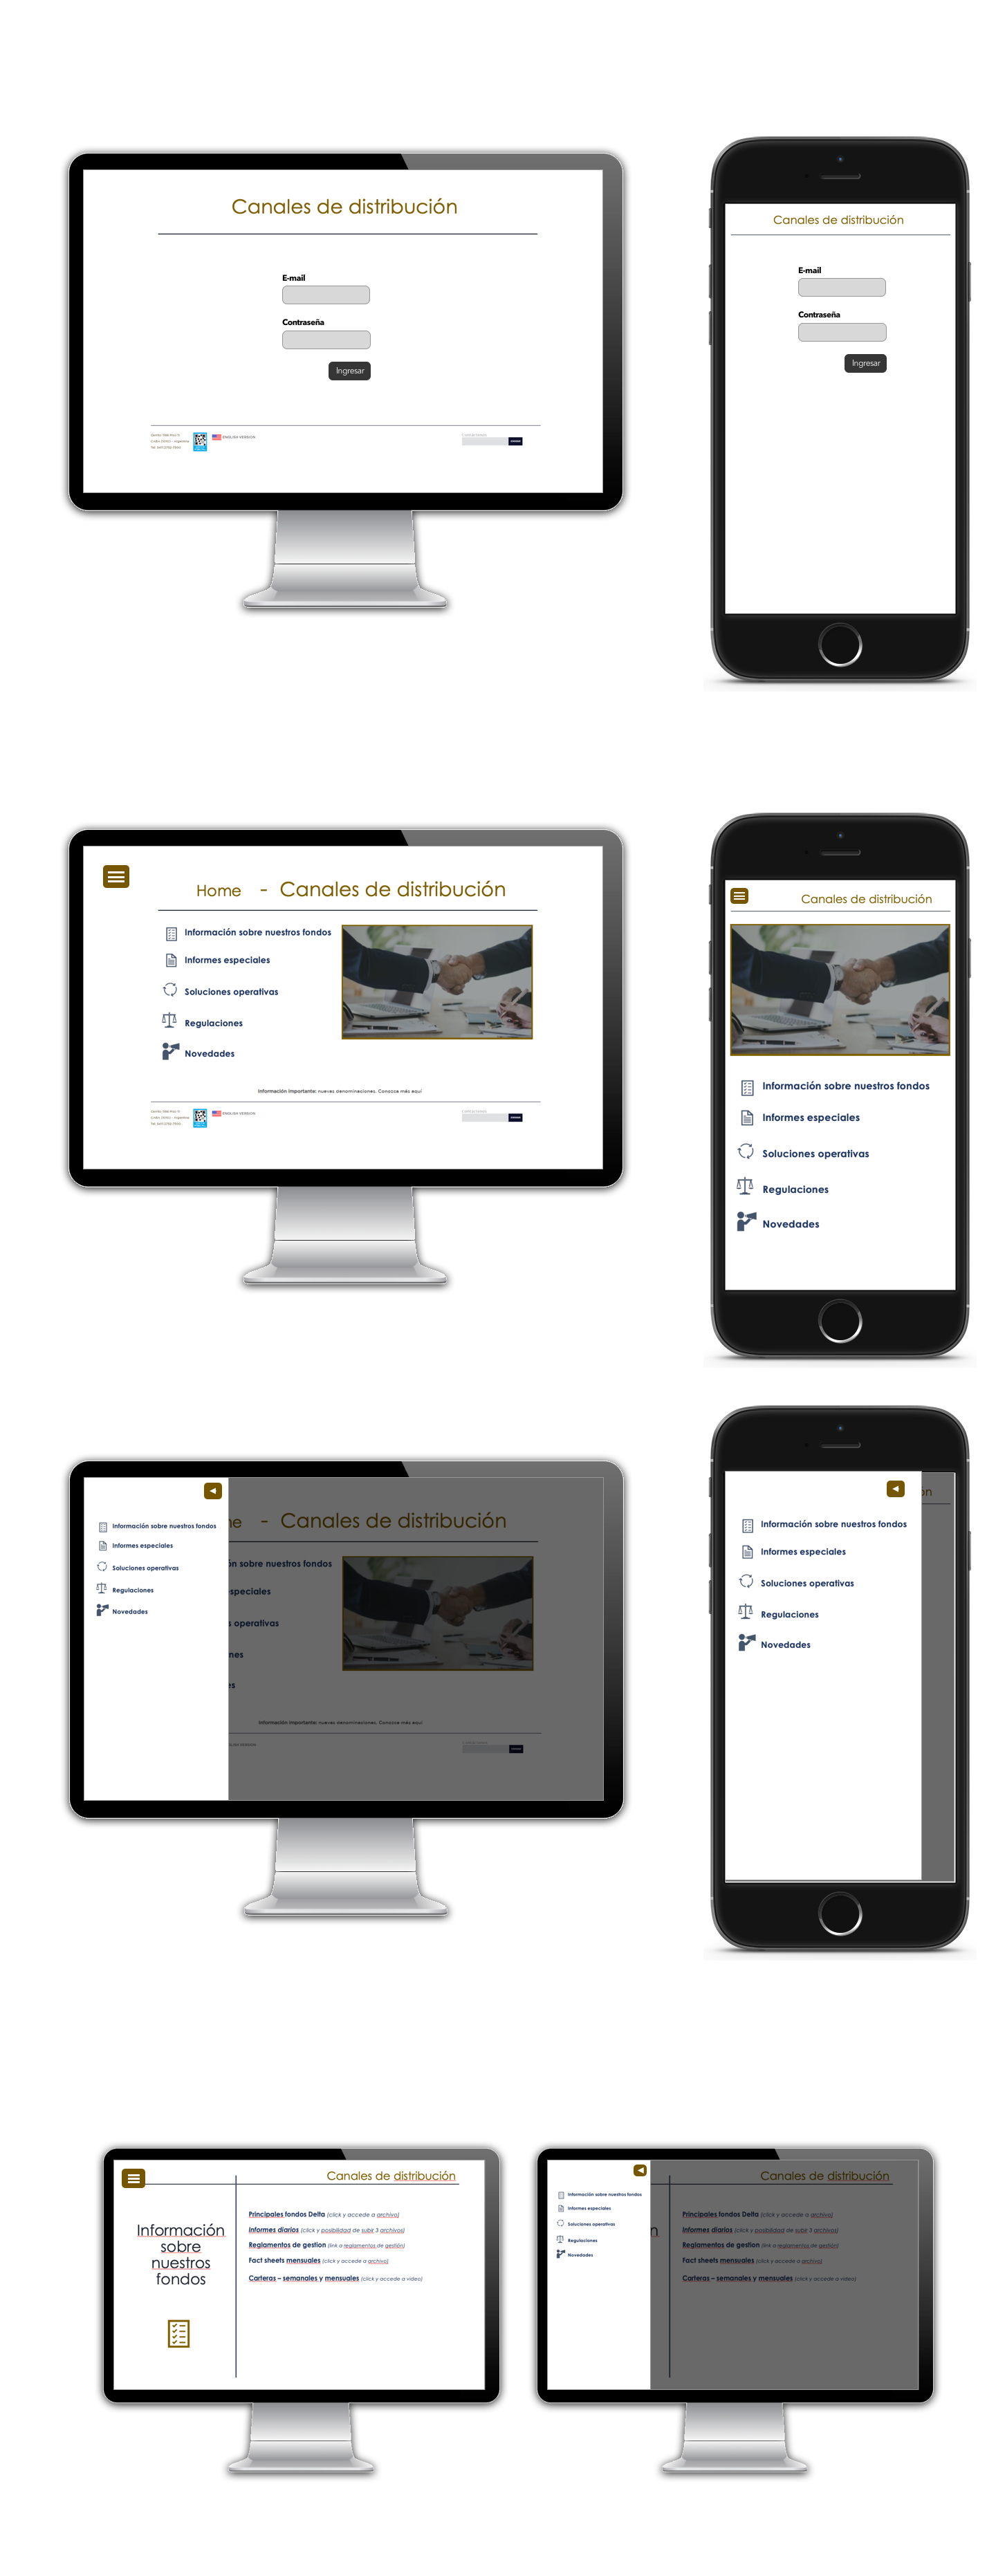 Canales de distribución
E-mail
Contraseña
Ingresar
ENGLISH VERSION
Canales de distribución
E-mail
Contraseña
Ingresar
Home - Canales de distribución
Información sobre nuestros fondos
Informes especiales
Soluciones operativas
Regulaciones
Novedades
Información Importante: nuevas denominaciones. Conozca más aquí
ENGLISH VERSION
Canales de distribución
Información sobre nuestros fondos
Informes especiales
Soluciones operativas
Regulaciones
Novedades
Información sobre nuestros fondos
Informes especiales
Soluciones operativas
Regulaciones
Novedades
me - Canales de distribución
ón sobre nuestros fondos
speciales
s operativas
nes
es
Información Importante: nuevas denominaciones. Conozca más aquí
GLISH VERSION
ón
Información sobre nuestros fondos
Informes especiales
Soluciones operativas
Regulaciones
Novedades
Canales de distribución
Información
sobre
nuestros
fondos
Principales fondos Delta (click y accede a archivo)
Informes diarios (click y posibilidad de subir 3 archivos)
Reglamentos de gestion (link a reglamentos de gestión)
Fact sheets mensuales (click y accede a archivo)
Carteras – semanales y mensuales (click y accede a video)
Información sobre nuestros fondos
Informes especiales
Soluciones operativas
Regulaciones
Novedades
Canales de distribución
n
Principales fondos Delta (click y accede a archivo)
Informes diarios (click y posibilidad de subir 3 archivos)
Reglamentos de gestion (link a reglamentos de gestión)
Fact sheets mensuales (click y accede a archivo)
Carteras – semanales y mensuales (click y accede a video)